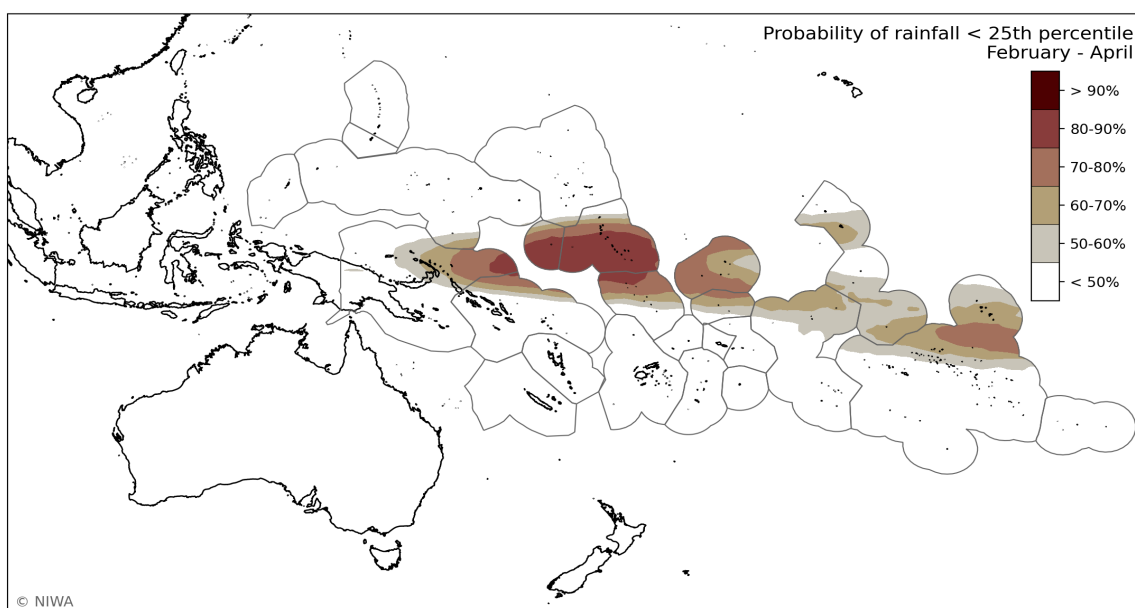 Probability of rainfall < 25th percentile
February - April
> 90%
80-90%
70-80%
60-70%
50-60%
< 50%
© NIWA